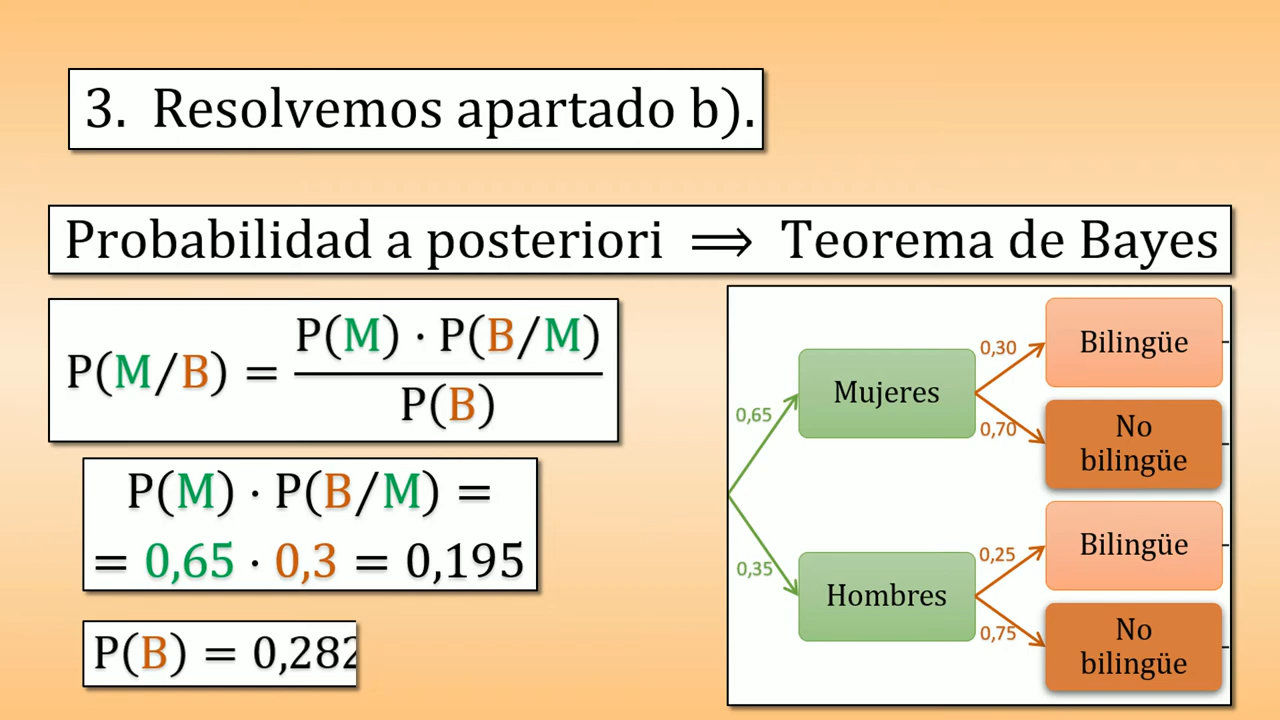 3. Resolvemos apartado b).
Probabilidad a posteriori ⟹ Teorema de Bayes
P(M/B) = P(M) · P(B/M)
P(B)
P(M) · P(B/M) =
= 0,65 · 0,3 = 0,195
P(B) = 0,282
0,65
0,35
Mujeres
Hombres
0,30
0,70
0,25
0,75
Bilingüe
No
bilingüe
Bilingüe
No
bilingüe